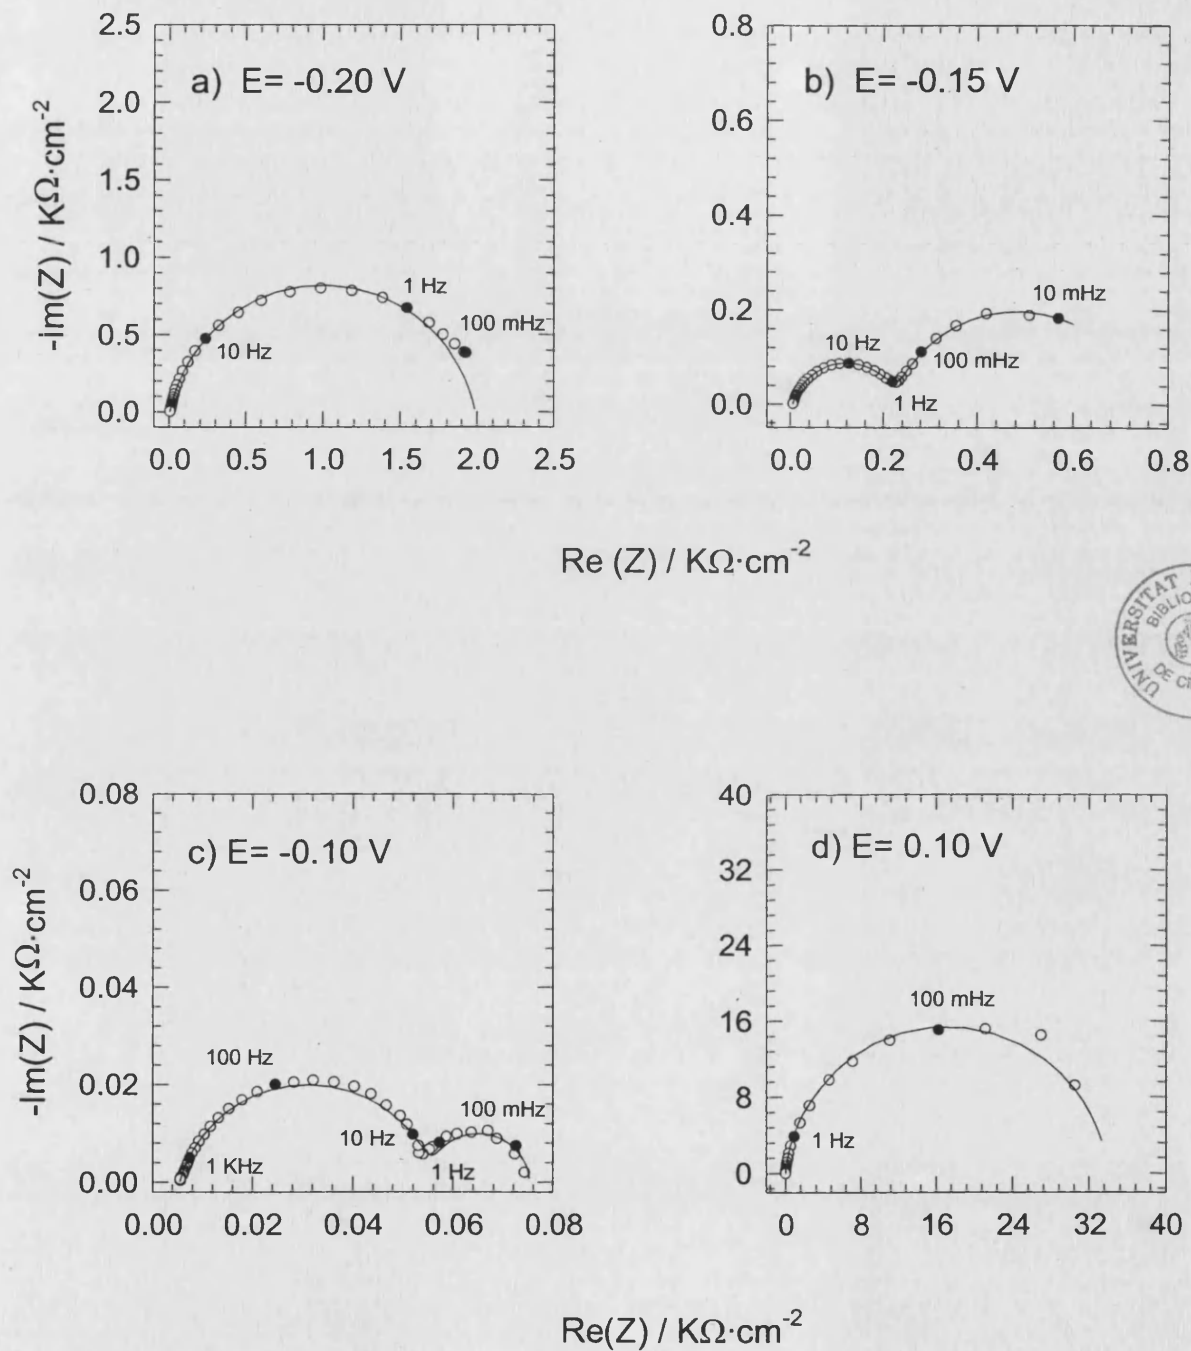 a) E= -0.20 V
2.5
2.0
1.5
1.0
0.5
0.0
-Im(Z) / KΩ·cm-2
1 Hz
100 mHz
10 Hz
0.0 0.5 1.0 1.5 2.0 2.5
b) E= -0.15 V
0.8
0.6
0.4
0.2
0.0
10 mHz
10 Hz
100 mHz
1 Hz
0.0 0.2 0.4 0.6 0.8
Re (Z) / KΩ·cm-2
UNIVERSITAT
DE
c) E= -0.10 V
0.08
0.06
0.04
0.02
0.00
-Im(Z) / KΩ·cm-2
100 Hz
100 mHz
10 Hz
1 KHz
1 Hz
0.00 0.02 0.04 0.06 0.08
d) E= 0.10 V
40
32
24
16
8
0
100 mHz
1 Hz
0 8 16 24 32 40
Re(Z) / KΩ·cm-2